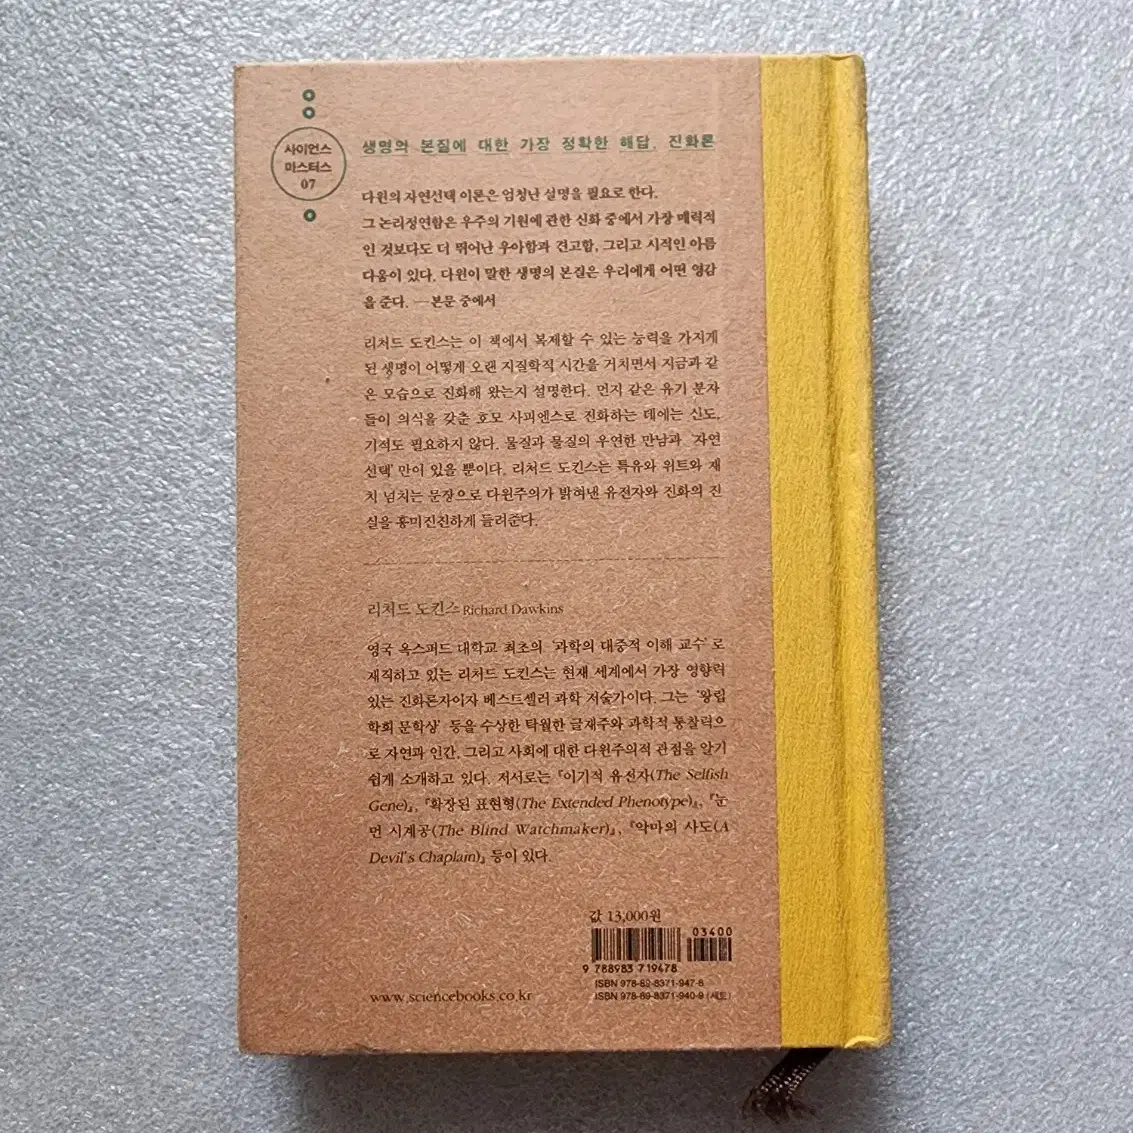 사이언스
마스터스
07
생명의 본질에 대한 가장 정확한 해답, 진화론
다윈의 자연선택 이론은 엄청난 설명을 필요로 한다.
그 논리정연함은 우주의 기원에 관한 신화 중에서 가장 매력적
인 것보다도 더 뛰어난 우아함과 견고함, 그리고 시적인 아름
다움이 있다. 다윈이 말한 생명의 본질은 우리에게 어떤 영감
을 준다. —본문 중에서
리처드 도킨스는 이 책에서 복제할 수 있는 능력을 가지게
된 생명이 어떻게 오랜 지질학적 시간을 거치면서 지금과 같
은 모습으로 진화해 왔는지 설명한다. 먼지 같은 유기 분자
들이 의식을 갖춘 호모 사피엔스로 진화하는 데에는 신도,
기적도 필요하지 않다. 물질과 물질의 우연한 만남과 '자연
선택'만이 있을 뿐이다. 리처드 도킨스는 특유와 위트와 재
치 넘치는 문장으로 다윈주의가 밝혀낸 유전자와 진화의 진
실을 흥미진진하게 들려준다.
리처드 도킨스 Richard Dawkins
영국 옥스퍼드 대학교 최초의 '과학의 대중적 이해 교수'로
재직하고 있는 리처드 도킨스는 현재 세계에서 가장 영향력
있는 진화론자이자 베스트셀러 과학 저술가이다. 그는 '왕립
학회 문학상' 등을 수상한 탁월한 글재주와 과학적 통찰력으
로 자연과 인간, 그리고 사회에 대한 다윈주의적 관점을 알기
쉽게 소개하고 있다. 저서로는 『이기적 유전자(The Selfish
Gene)』, 『확장된 표현형(The Extended Phenotype)』, 『눈
먼 시계공(The Blind Watchmaker)』, 『악마의 사도(A
Devil's Chaplain)』 등이 있다.
값 13,000원
03400
9 788983 719478
ISBN 978-89-8371-947-8
www.sciencebooks.co.kr
ISBN 978-89-8371-940-9 (세트)